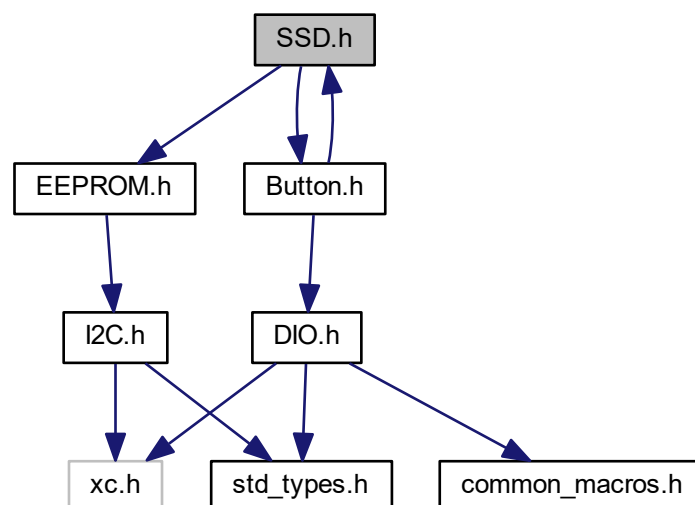 SSD.h
EEPROM.h
Button.h
I2C.h
DIO.h
xc.h
std_types.h
common_macros.h